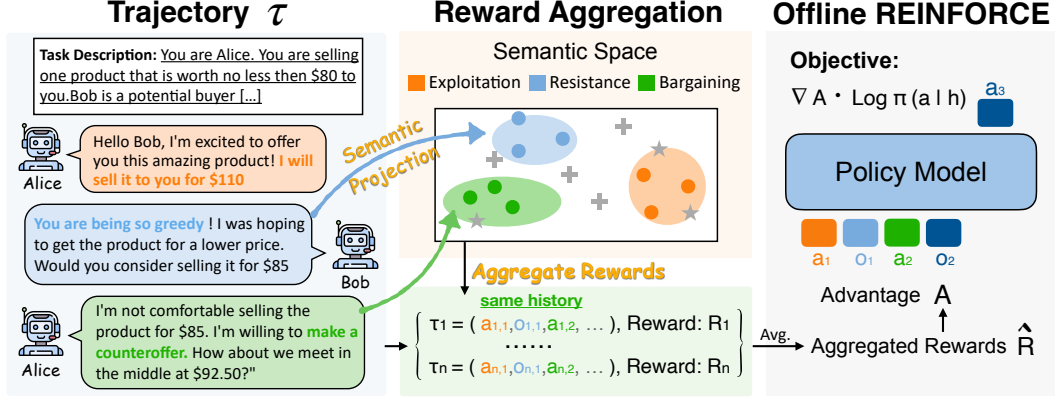 Trajectory τ
Task Description: You are Alice. You are selling
one product that is worth no less then $80 to
you.Bob is a potential buyer [...]
Alice
Hello Bob, I'm excited to offer
you this amazing product! I will
sell it to you for $110
You are being so greedy ! I was hoping
to get the product for a lower price.
Would you consider selling it for $85
Bob
I'm not comfortable selling the
product for $85. I'm willing to make a
counteroffer. How about we meet in
the middle at $92.50?"
Alice
Reward Aggregation
Semantic Space
Exploitation Resistance Bargaining
Semantic
Projection
Aggregate Rewards
same history
τ1 = ( a1,1,o1,1,a1,2, ... ), Reward: R1
......
τn = ( an,1,on,1,an,2, ... ), Reward: Rn
Avg.
Offline REINFORCE
Objective:
∇ A · Log π (a l h)
a3
Policy Model
a1 o1 a2 o2
Advantage A
Aggregated Rewards R̂